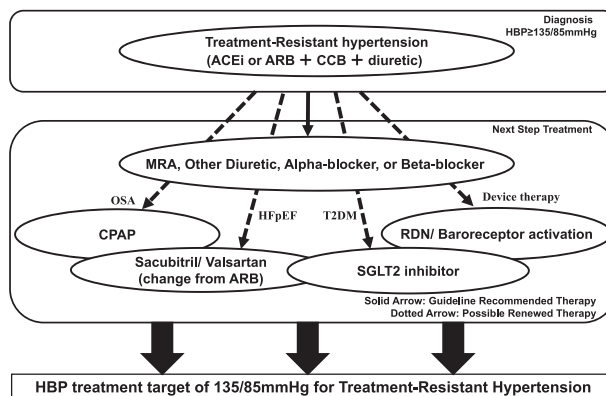 Diagnosis
HBP≥135/85mmHg
Treatment-Resistant hypertension
(ACEi or ARB + CCB + diuretic)
Next Step Treatment
MRA, Other Diuretic, Alpha-blocker, or Beta-blocker
OSA
HFpEF
T2DM
Device therapy
CPAP
RDN/ Baroreceptor activation
Sacubitril/ Valsartan
(change from ARB)
SGLT2 inhibitor
Solid Arrow: Guideline Recommended Therapy
Dotted Arrow: Possible Renewed Therapy
HBP treatment target of 135/85mmHg for Treatment-Resistant Hypertension